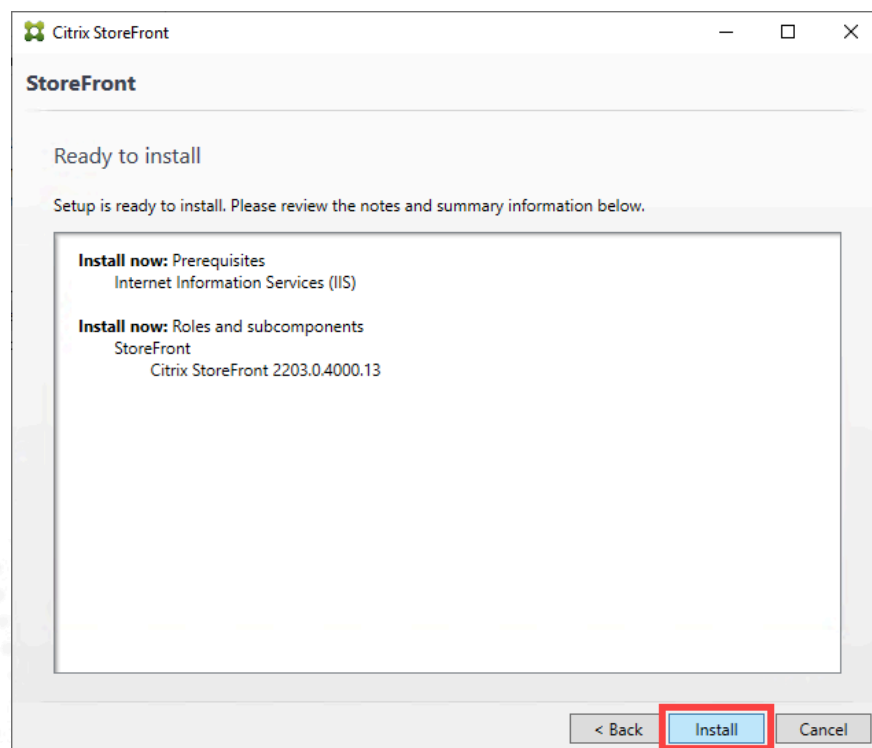 Citrix StoreFront
StoreFront
Ready to install
Setup is ready to install. Please review the notes and summary information below.
Install now: Prerequisites
Internet Information Services (IIS)
Install now: Roles and subcomponents
StoreFront
Citrix StoreFront 2203.0.4000.13
< Back Install Cancel